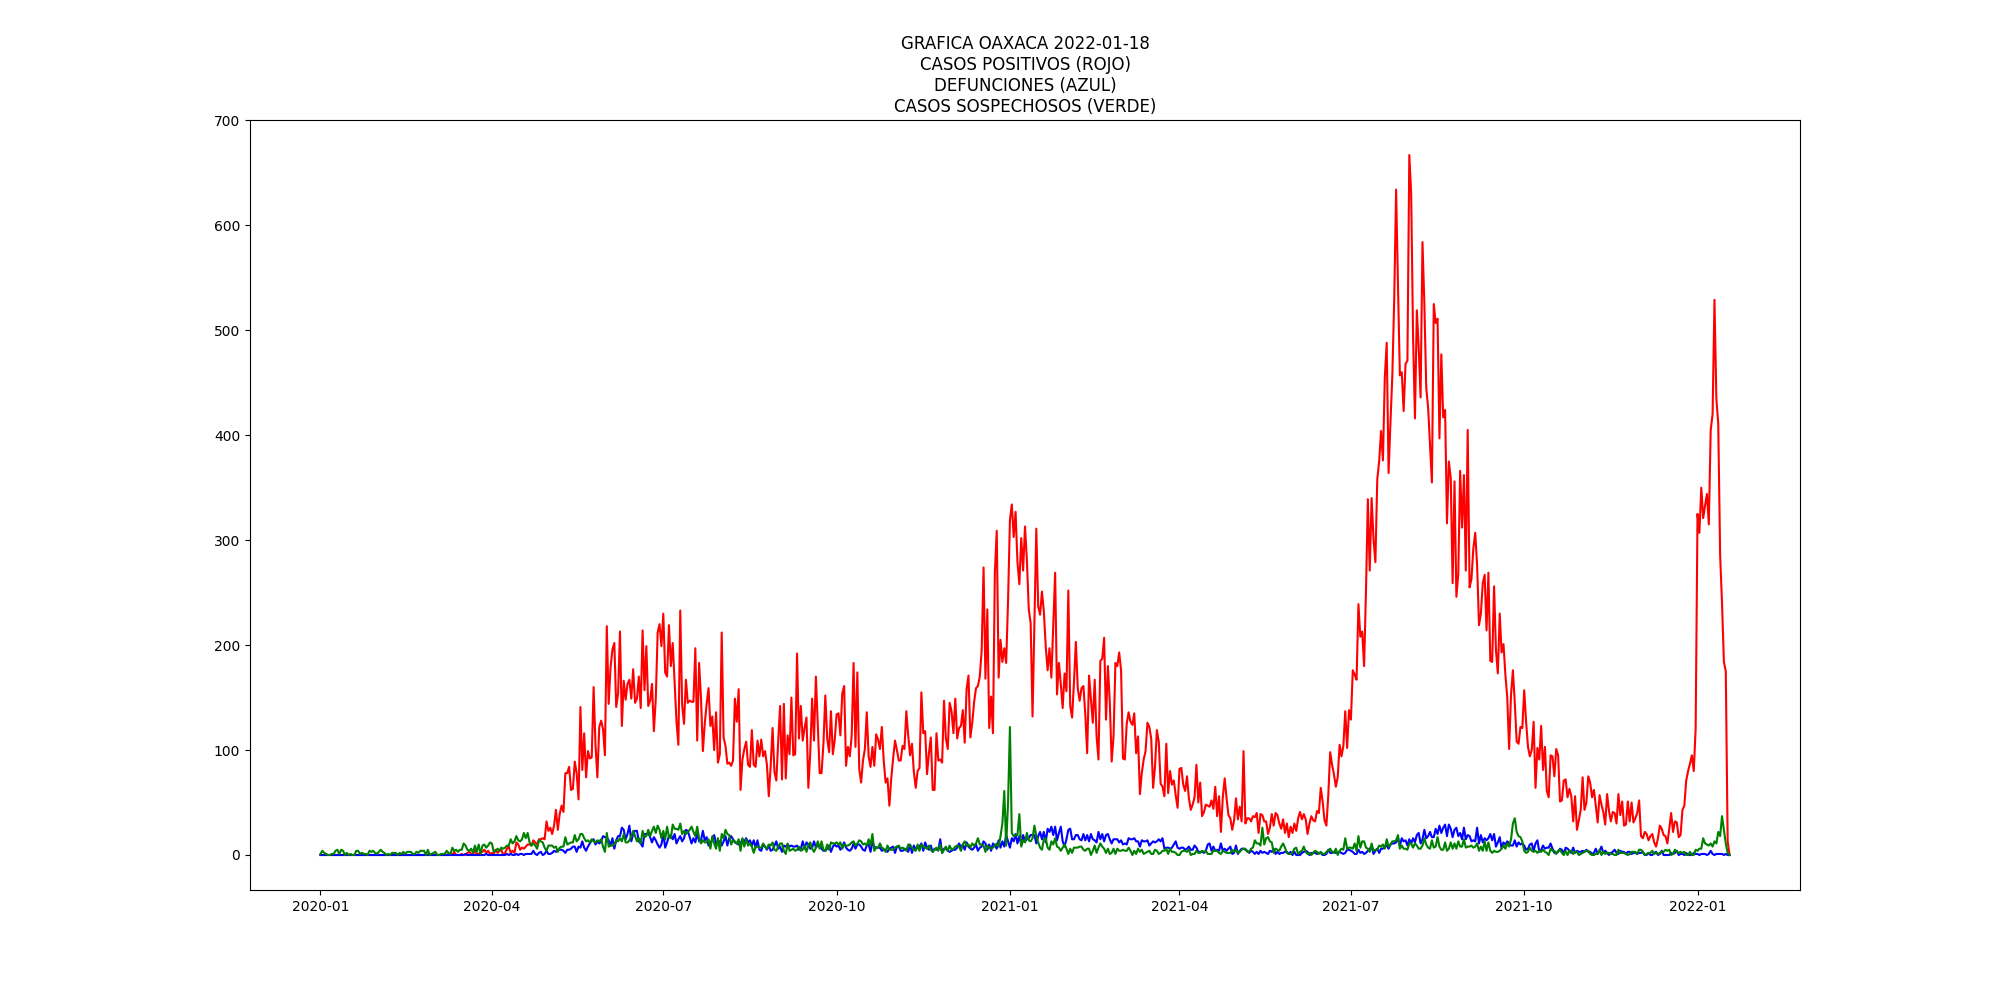 GRAFICA OAXACA 2022-01-18
CASOS POSITIVOS (ROJO)
DEFUNCIONES (AZUL)
CASOS SOSPECHOSOS (VERDE)
700
600
500
400
300
200
100
0
2020-01 2020-04 2020-07 2020-10 2021-01 2021-04 2021-07 2021-10 2022-01